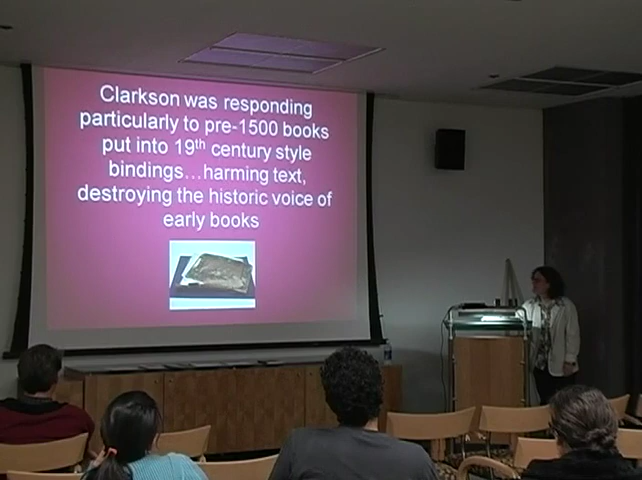 Clarkson was responding
particularly to pre-1500 books
put into 19th century style
bindings...harming text,
destroying the historic voice of
early books